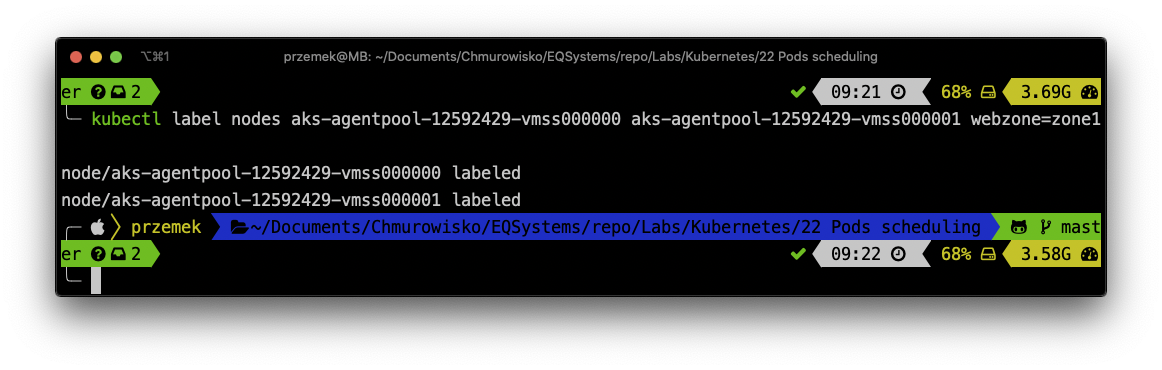 ⌥⌘1
przemek@MB: ~/Documents/Chmurowisko/EQSystems/repo/Labs/Kubernetes/22 Pods scheduling
er 2 09:21 68% 3.69G
kubectl label nodes aks-agentpool-12592429-vmss000000 aks-agentpool-12592429-vmss000001 webzone=zone1
node/aks-agentpool-12592429-vmss000000 labeled
node/aks-agentpool-12592429-vmss000001 labeled
przemek ~/Documents/Chmurowisko/EQSystems/repo/Labs/Kubernetes/22 Pods scheduling mast
er 2 09:22 68% 3.58G